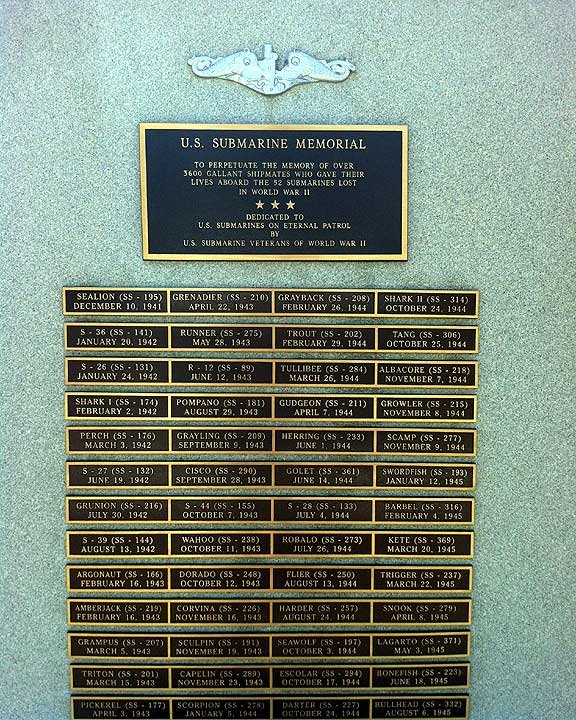 U.S. SUBMARINE MEMORIAL
TO PERPETUATE THE MEMORY OF OVER
3600 GALLANT SHIPMATES WHO GAVE THEIR
LIVES ABOARD THE 52 SUBMARINES LOST
IN WORLD WAR II
DEDICATED TO
U.S. SUBMARINES ON ETERNAL PATROL
BY
U.S. SUBMARINE VETERANS OF WORLD WAR II
SEALION (SS - 195) GRENADIER (SS - 210) GRAYBACK (SS - 208) SHARK II (SS - 314)
DECEMBER 10, 1941 APRIL 22, 1943 FEBRUARY 26, 1944 OCTOBER 24, 1944
S - 36 (SS - 141) RUNNER (SS - 275) TROUT (SS - 202) TANG (SS - 306)
JANUARY 20, 1942 MAY 28, 1943 FEBRUARY 29, 1944 OCTOBER 25, 1944
S - 26 (SS - 131) R - 12 (SS - 89) TULLIBEE (SS - 284) ALBACORE (SS - 218)
JANUARY 24, 1942 JUNE 12, 1943 MARCH 26, 1944 NOVEMBER 7, 1944
SHARK I (SS - 174) POMPANO (SS - 181) GUDGEON (SS - 211) GROWLER (SS - 215)
FEBRUARY 2, 1942 AUGUST 29, 1943 APRIL 7, 1944 NOVEMBER 8, 1944
PERCH (SS - 176) GRAYLING (SS - 209) HERRING (SS - 233) SCAMP (SS - 277)
MARCH 3, 1942 SEPTEMBER 9, 1943 JUNE 1, 1944 NOVEMBER 9, 1944
S - 27 (SS - 132) CISCO (SS - 290) GOLET (SS - 361) SWORDFISH (SS - 193)
JUNE 19, 1942 SEPTEMBER 28, 1943 JUNE 14, 1944 JANUARY 12, 1945
GRUNION (SS - 216) S - 44 (SS - 155) S - 28 (SS - 133) BARBEL (SS - 316)
JULY 30, 1942 OCTOBER 7, 1943 JULY 4, 1944 FEBRUARY 4, 1945
S - 39 (SS - 144) WAHOO (SS - 238) ROBALO (SS - 273) KETE (SS - 369)
AUGUST 13, 1942 OCTOBER 11, 1943 JULY 26, 1944 MARCH 20, 1945
ARGONAUT (SS - 166) DORADO (SS - 248) FLIER (SS - 250) TRIGGER (SS - 237)
FEBRUARY 16, 1943 OCTOBER 12, 1943 AUGUST 13, 1944 MARCH 22, 1945
AMBERJACK (SS - 219) CORVINA (SS - 226) HARDER (SS - 257) SNOOK (SS - 279)
FEBRUARY 16, 1943 NOVEMBER 16, 1943 AUGUST 24, 1944 APRIL 8, 1945
GRAMPUS (SS - 207) SCULPIN (SS - 191) SEAWOLF (SS - 197) LAGARTO (SS - 371)
MARCH 5, 1943 NOVEMBER 19, 1943 OCTOBER 3, 1944 MAY 3, 1945
TRITON (SS - 201) CAPELIN (SS - 289) ESCOLAR (SS - 294) BONEFISH (SS - 223)
MARCH 15, 1943 NOVEMBER 23, 1943 OCTOBER 17, 1944 JUNE 18, 1945
PICKEREL (SS - 177) SCORPION (SS - 278) DARTER (SS - 227) BULLHEAD (SS - 332)
APRIL 3, 1943 JANUARY 5, 1944 OCTOBER 24, 1944 AUGUST 6, 1945